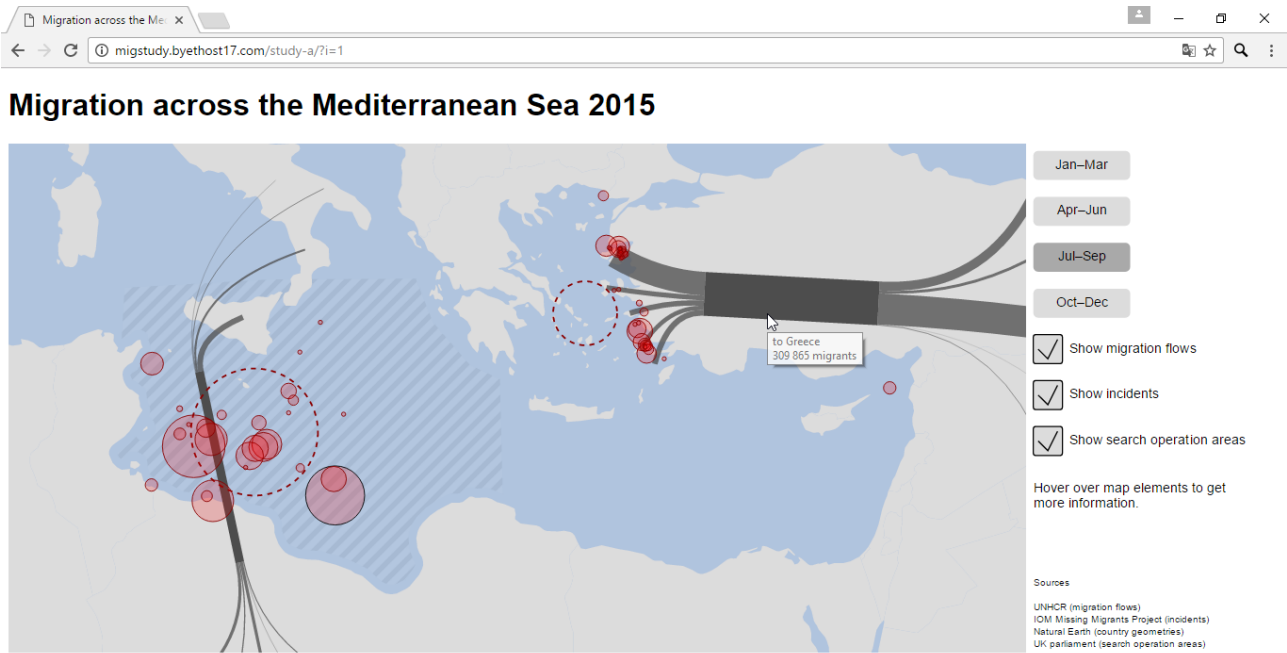 Migration across the Me
migstudy.byethost17.com/study-a/?i=1
Migration across the Mediterranean Sea 2015
Jan–Mar
Apr–Jun
Jul–Sep
Oct–Dec
Show migration flows
to Greece
309 865 migrants
Show incidents
Show search operation areas
Hover over map elements to get
more information.
Sources
UNHCR (migration flows)
IOM Missing Migrants Project (incidents)
Natural Earth (country geometries)
UK parliament (search operation areas)